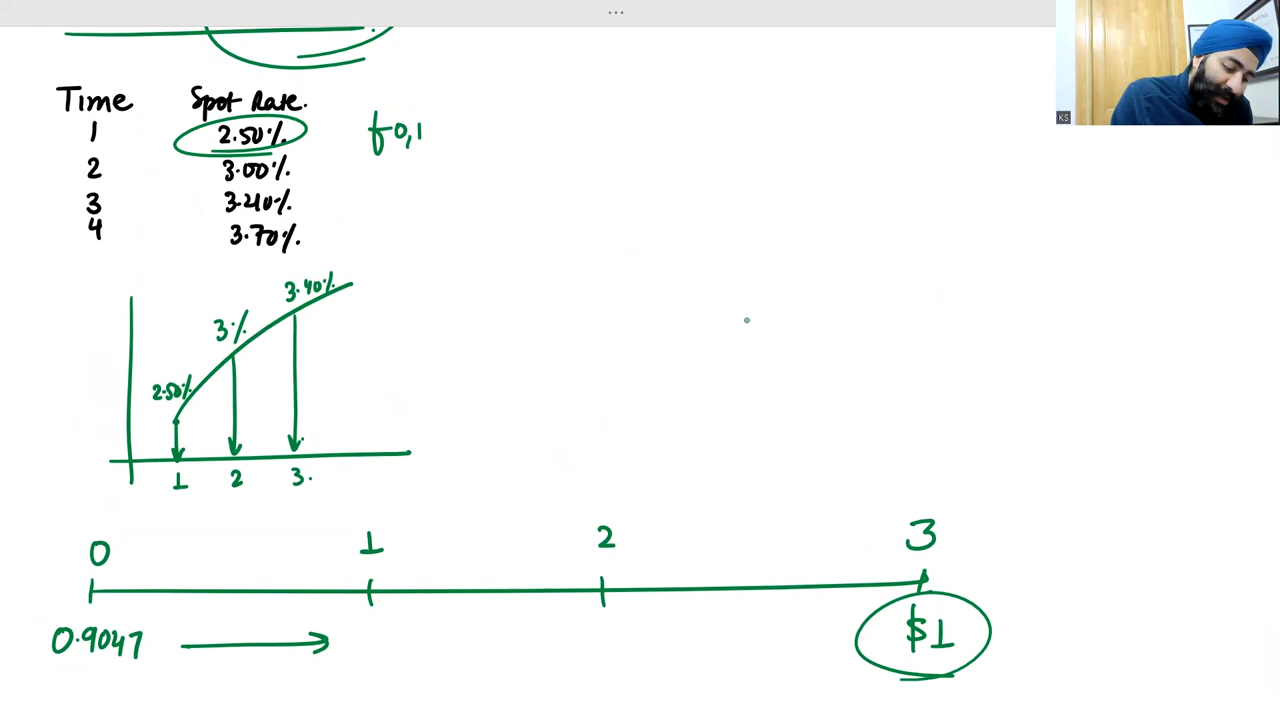 ...
Time Spot Rate.
1 2.50% f0,1
2 3.00%
3 3.40%
4 3.70%
3.40%
3%
2.50%
1 2 3.
0 1 2 3
0.9047 $1
KS